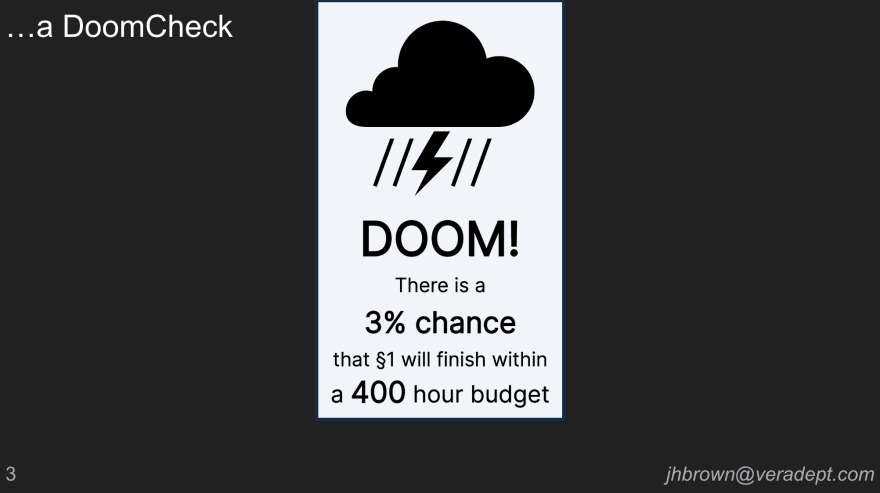 ...a DoomCheck
DOOM!
There is a
3% chance
that §1 will finish within
a 400 hour budget
3
jhbrown@veradept.com